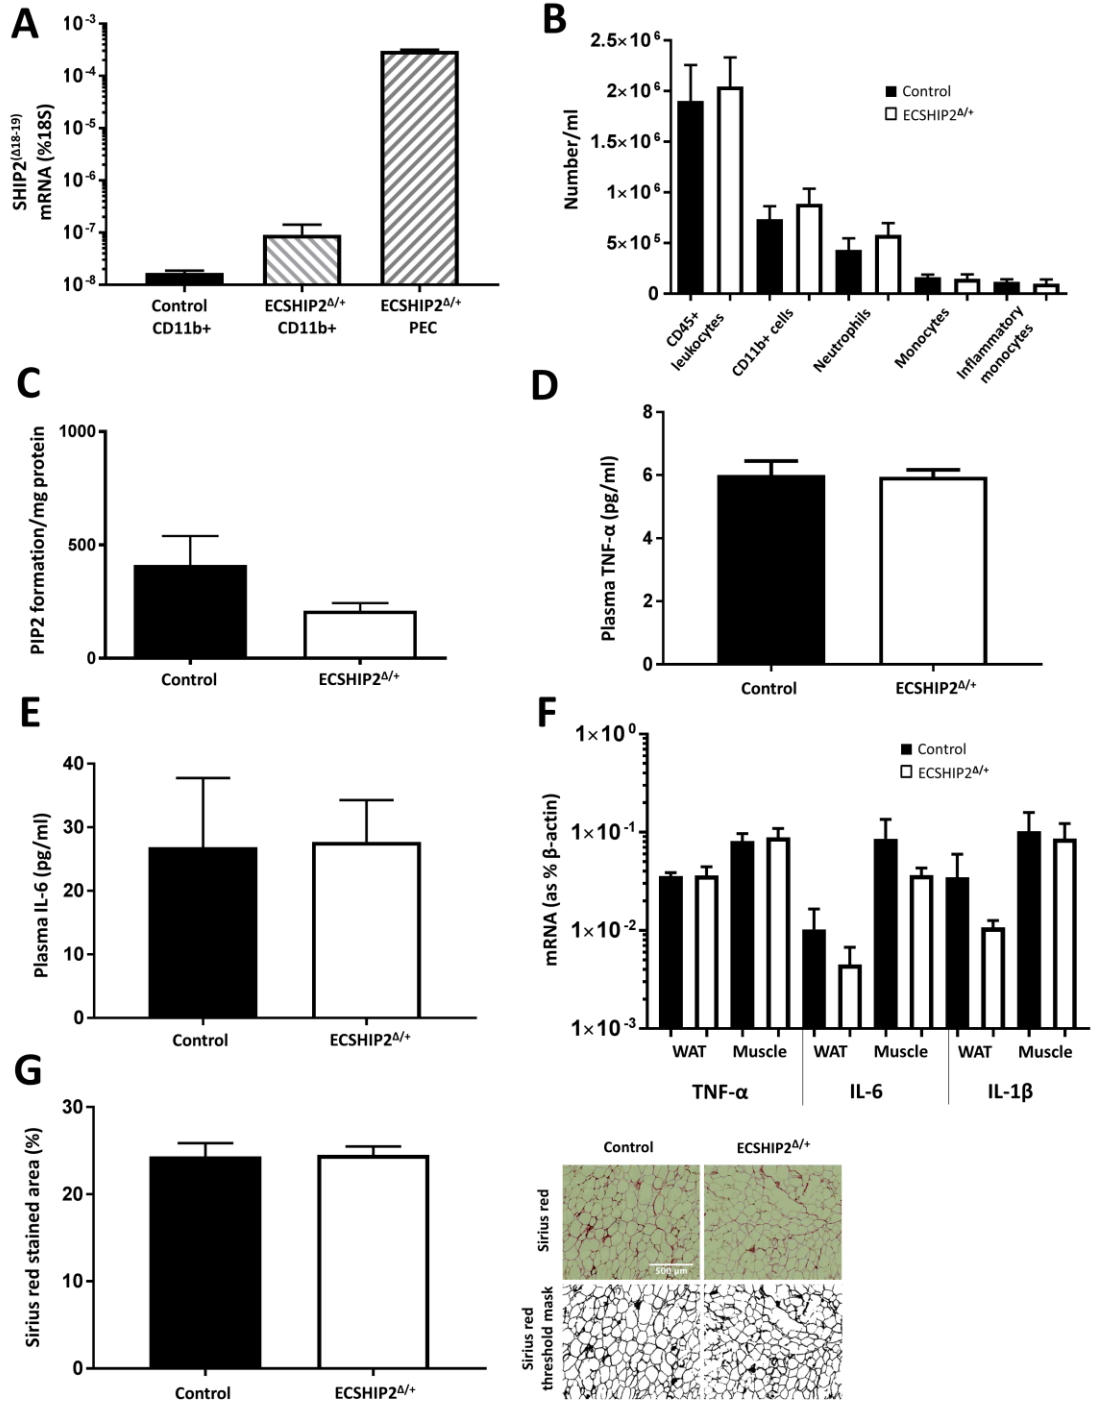 A
SHIP2(Δ18-19)
mRNA (%18S)
10-3
10-4
10-5
10-6
10-7
10-8
Control
CD11b+
ECSHIP2Δ/+
CD11b+
ECSHIP2Δ/+
PEC
B
Number/ml
2.5×10 6
2×10 6
1.5×10 6
1×10 6
5×10 5
0
Control
ECSHIP2Δ/+
CD45+
leukocytes
CD11b+ cells
Neutrophils
Monocytes
Inflammatory
monocytes
C
PIP2 formation/mg protein
1000
500
0
Control
ECSHIP2Δ/+
D
Plasma TNF-α (pg/ml)
8
6
4
2
0
Control
ECSHIP2Δ/+
E
Plasma IL-6 (pg/ml)
40
30
20
10
0
Control
ECSHIP2Δ/+
F
mRNA (as % β-actin)
1×10 0
1×10 -1
1×10 -2
1×10 -3
Control
ECSHIP2Δ/+
WAT
Muscle
WAT
Muscle
WAT
Muscle
TNF-α
IL-6
IL-1β
G
Sirius red stained area (%)
30
20
10
0
Control
ECSHIP2Δ/+
Control
ECSHIP2Δ/+
Sirius red
500 μm
Sirius red
threshold mask